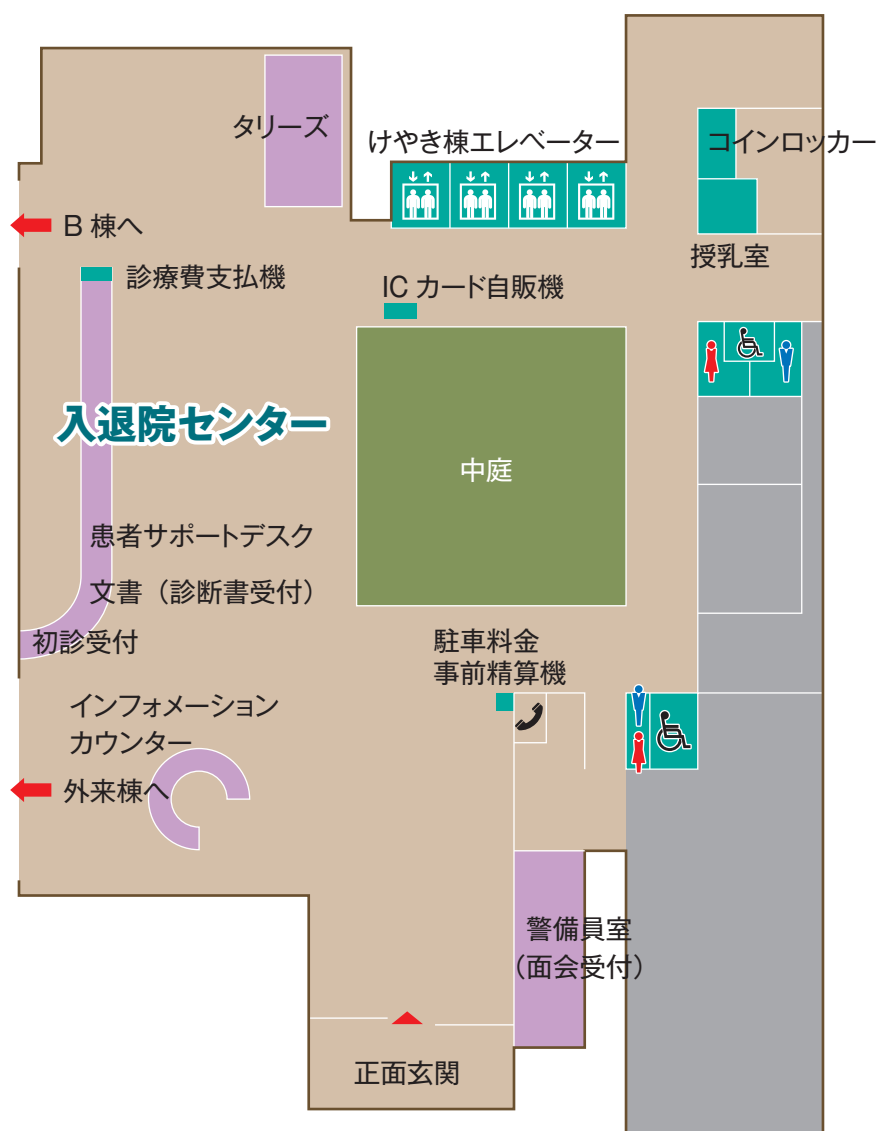 タリーズ
けやき棟エレベーター
コインロッカー
B 棟へ
授乳室
診療費支払機
IC カード自販機
入退院センター
中庭
患者サポートデスク
文書（診断書受付）
初診受付
駐車料金
事前精算機
インフォメーション
カウンター
外来棟へ
警備員室
（面会受付）
正面玄関